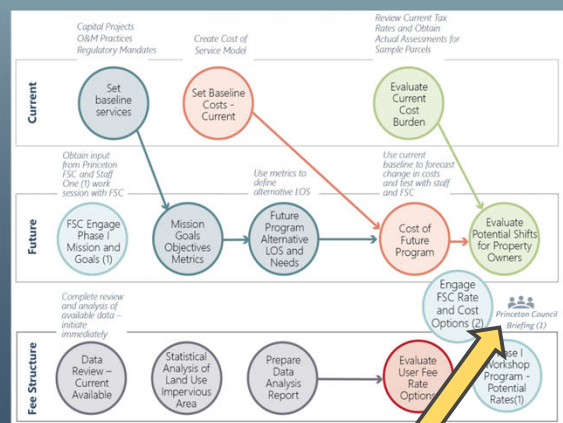 Capital Projects
O&M Practices
Regulatory Mandates
Create Cost of
Service Model
Review Current Tax
Rates and Obtain
Actual Assessments for
Sample Parcels
Current
Set
baseline
services
Set Baseline
Costs -
Current
Evaluate
Current
Cost
Burden
Obtain input
from Princeton
FSC and Staff
One (1) work
session with FSC
Use metrics to
define
alternative LOS
Use current
baseline to forecast
change in costs
and test with staff
and FSC
Future
FSC Engage
Phase I
Mission and
Goals (1)
Mission
Goals
Objectives
Metrics
Future
Program
Alternative
LOS and
Needs
Cost of
Future
Program
Evaluate
Potential Shifts
for Property
Owners
Engage
FSC Rate
and Cost
Options (2)
Princeton Council
Briefing (1)
Complete review
and analysis of
available data –
initiate
immediately
Fee Structure
Data
Review –
Current
Available
Statistical
Analysis of
Land Use
Impervious
Area
Prepare
Data
Analysis
Report
Evaluate
User Fee
Rate
Options
I
Workshop
Program -
Potential
Rates(1)